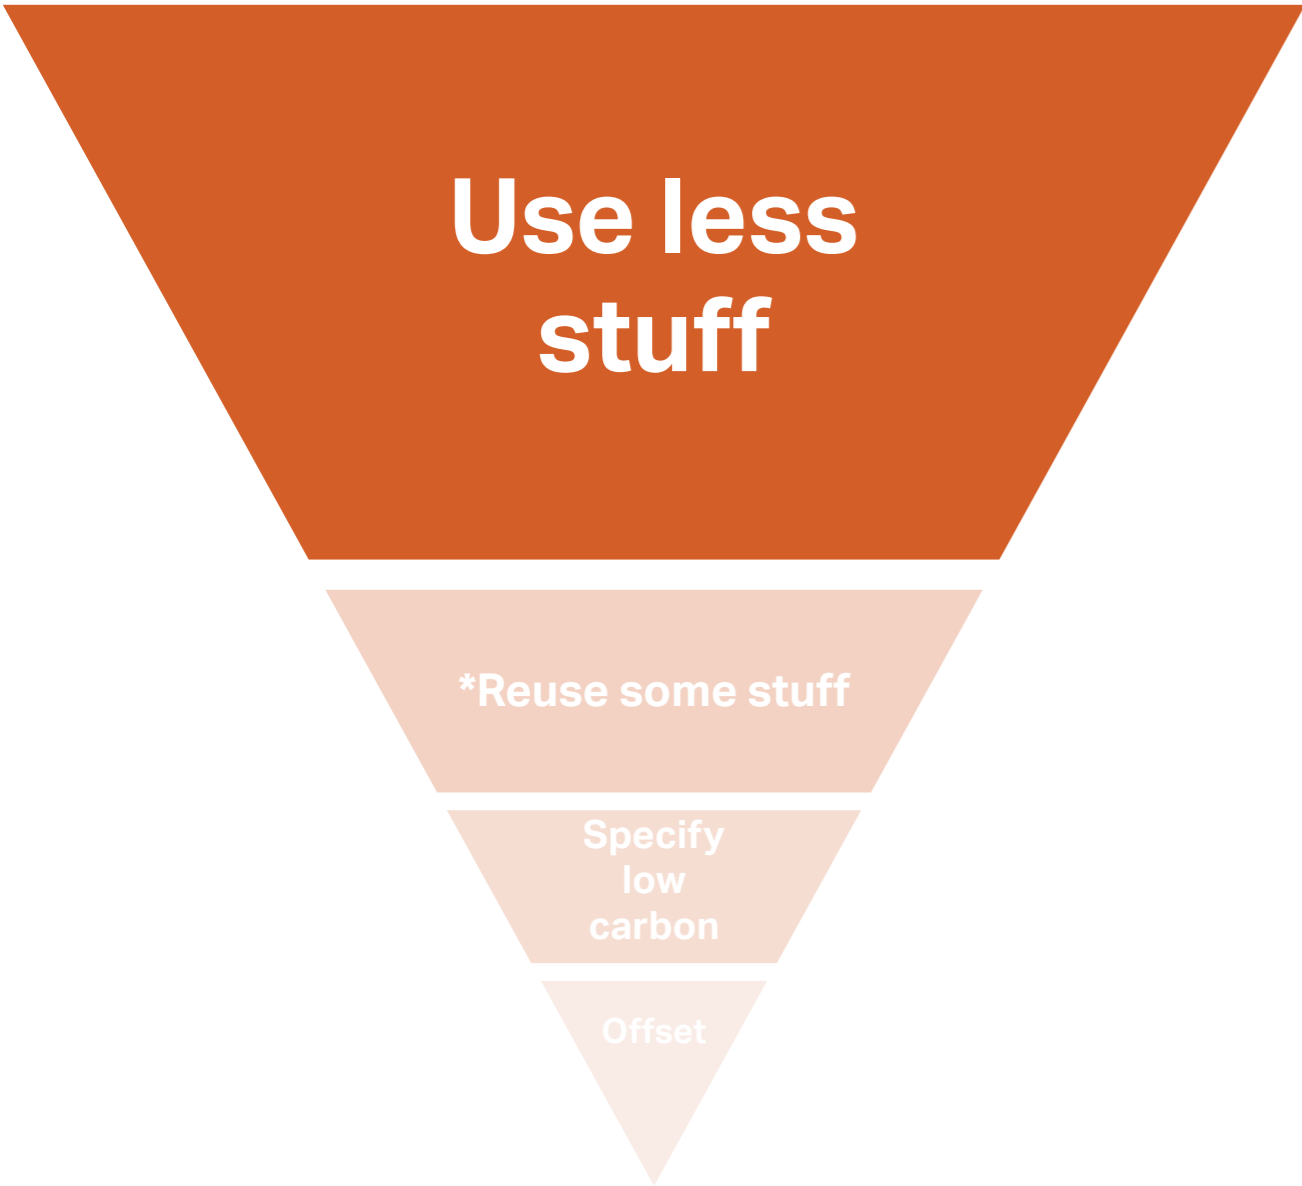 Use less
stuff
*Reuse some stuff
Specify
low
carbon
Offset